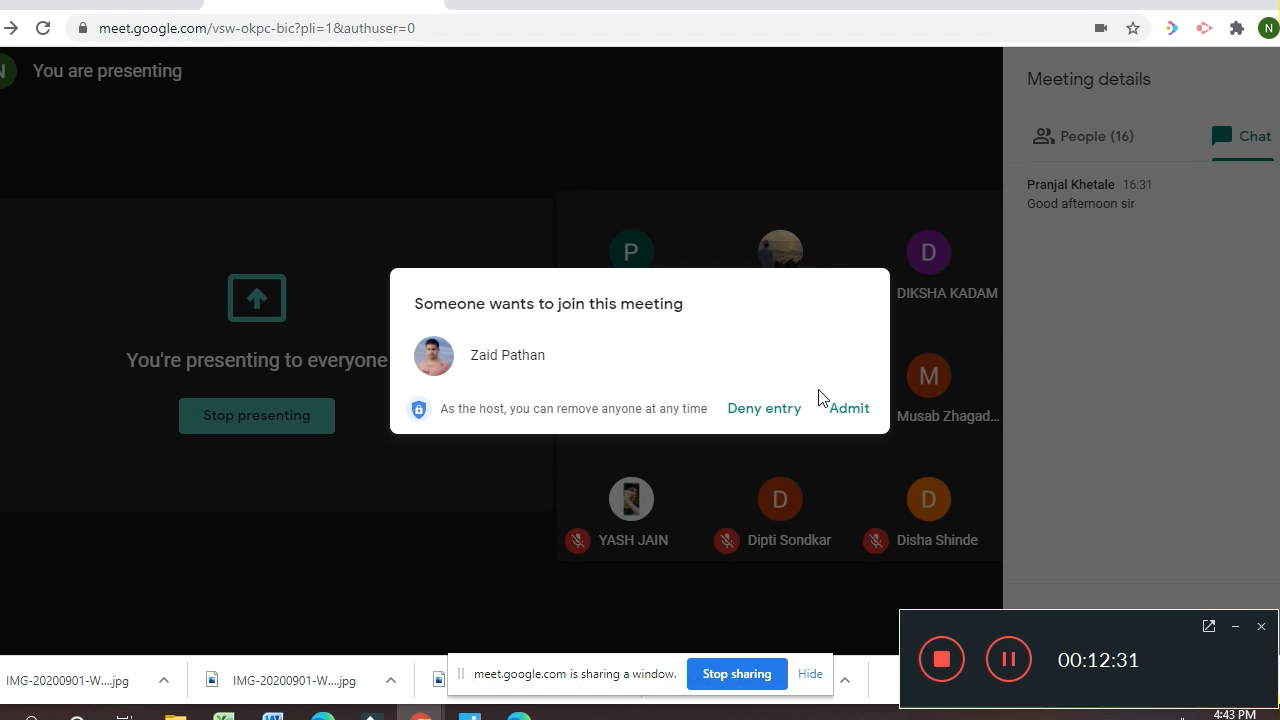 meet.google.com/vsw-okpc-bic?pli=1&authuser=0
N
N
You are presenting
Meeting details
People (16)
Chat
Pranjal Khetale 16:31
Good afternoon sir
P
D
DIKSHA KADAM
Someone wants to join this meeting
Zaid Pathan
As the host, you can remove anyone at any time
Deny entry
Admit
You're presenting to everyone
Stop presenting
M
Musab Zhagad...
D
D
YASH JAIN
Dipti Sondkar
Disha Shinde
00:12:31
IMG-20200901-W....jpg
IMG-20200901-W....jpg
meet.google.com is sharing a window.
Stop sharing
Hide
4:43 PM